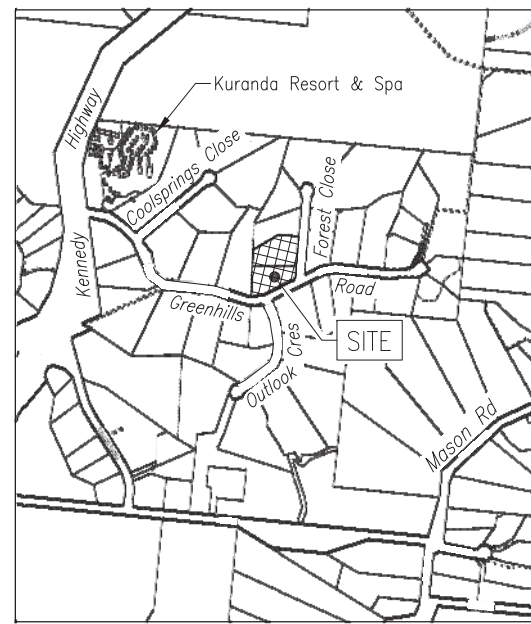 Kuranda Resort & Spa
Kennedy Highway
Coolsprings Close
Forest Close
Greenhills Road
SITE
Outlook Cres
Mason Rd